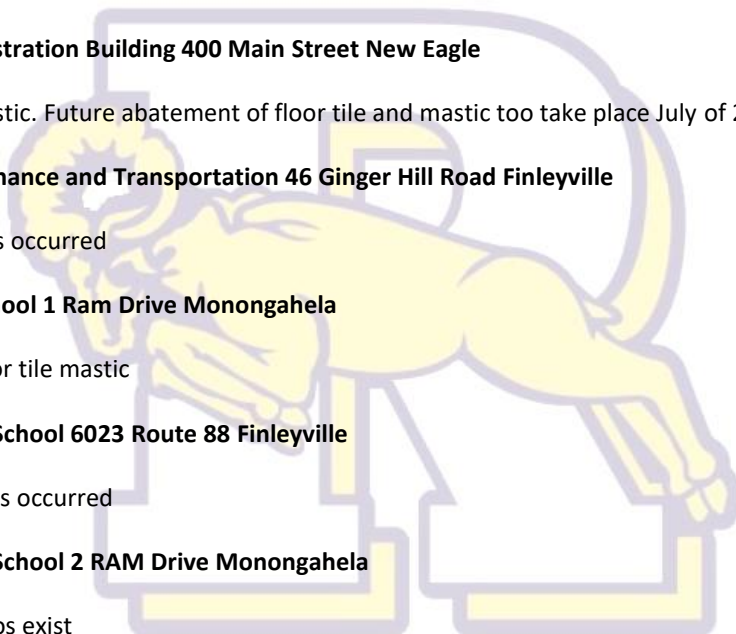 stration Building 400 Main Street New Eagle
stic. Future abatement of floor tile and mastic too take place July of 2
nance and Transportation 46 Ginger Hill Road Finleyville
s occurred
ool 1 Ram Drive Monongahela
or tile mastic
School 6023 Route 88 Finleyville
s occurred
School 2 RAM Drive Monongahela
os exist